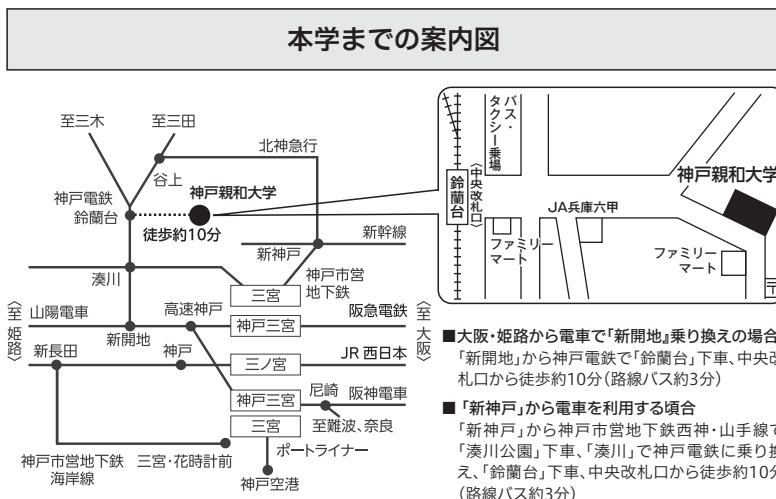 本学までの案内図
至三木
至三田
北神急行
谷上
神戸電鉄
鈴蘭台
神戸親和大学
徒歩約10分
新幹線
新神戸
湊川
神戸市営
地下鉄
三宮
〈至 姫路〉
山陽電車
高速神戸
阪急電鉄
〈至 大阪〉
新開地
神戸三宮
新長田
神戸
三ノ宮
JR 西日本
尼崎
阪神電車
神戸三宮
至難波、奈良
三宮
ポートライナー
神戸市営地下鉄
海岸線
三宮・花時計前
神戸空港
バス・
タクシー乗場
〈中央改札口〉
鈴蘭台
神戸親和大学
JA兵庫六甲
ファミリー
マート
ファミリー
マート
〒
■大阪・姫路から電車で「新開地』乗り換えの場合
「新開地」から神戸電鉄で「鈴蘭台」下車、中央改
札口から徒歩約10分（路線バス約3分）
■「新神戸」から電車を利用する頃合
「新神戸」から神戸市営地下鉄西神・山手線で
「湊川公園」下車、「湊川」で神戸電鉄に乗り換
え、「鈴蘭台」下車、中央改札口から徒歩約10分
（路線バス約3分）